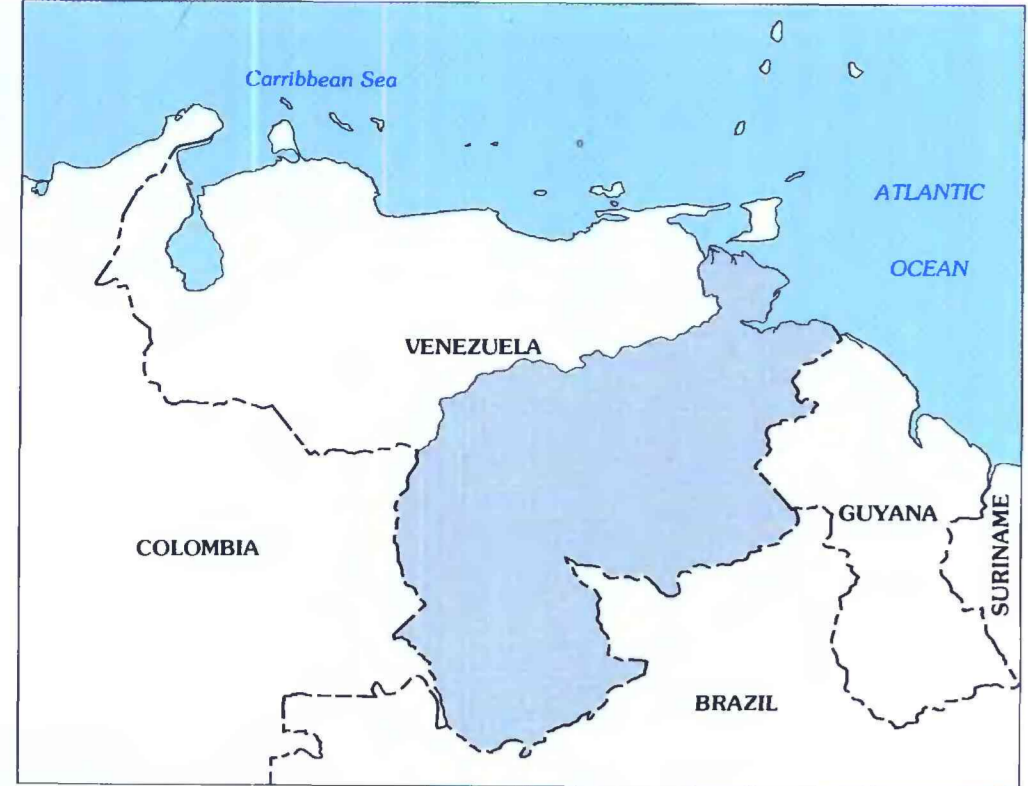 Carribbean Sea
ATLANTIC
OCEAN
VENEZUELA
GUYANA
SURINAME
COLOMBIA
BRAZIL